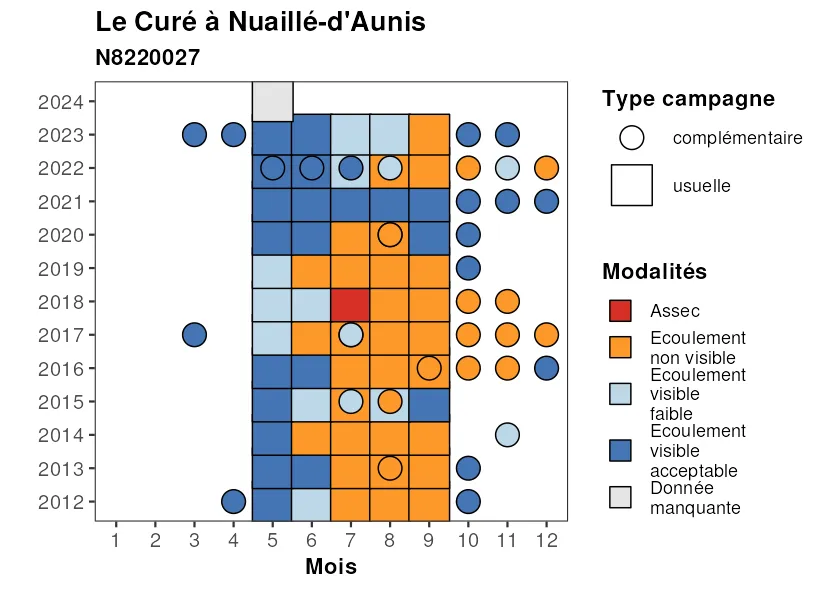 Le Curé à Nuaillé-d'Aunis
N8220027
2024
2023
2022
2021
2020
2019
2018
2017
2016
2015
2014
2013
2012
1 2 3 4 5 6 7 8 9 10 11 12
Mois
Type campagne
complémentaire
usuelle
Modalités
Assec
Ecoulement
non visible
Ecoulement
visible
faible
Ecoulement
visible
acceptable
Donnée
manquante